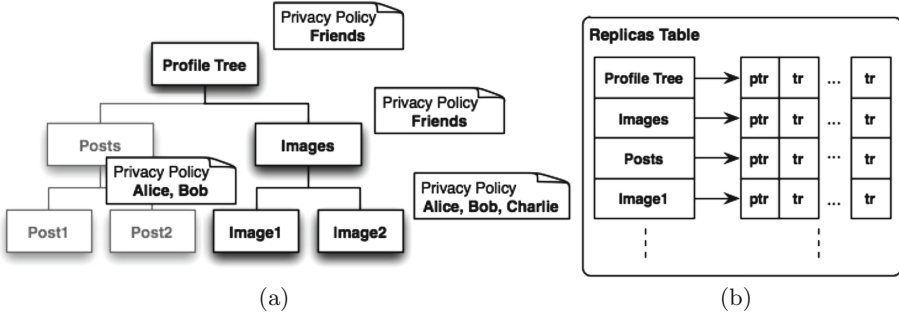 Privacy Policy
Friends
Profile Tree
Privacy Policy
Friends
Posts
Images
Privacy Policy
Alice, Bob
Privacy Policy
Alice, Bob, Charlie
Post1
Post2
Image1
Image2
(a)
Replicas Table
Profile Tree ptr tr ... tr
Images ptr tr ... tr
Posts ptr tr ... tr
Image1 ptr tr ... tr
(b)